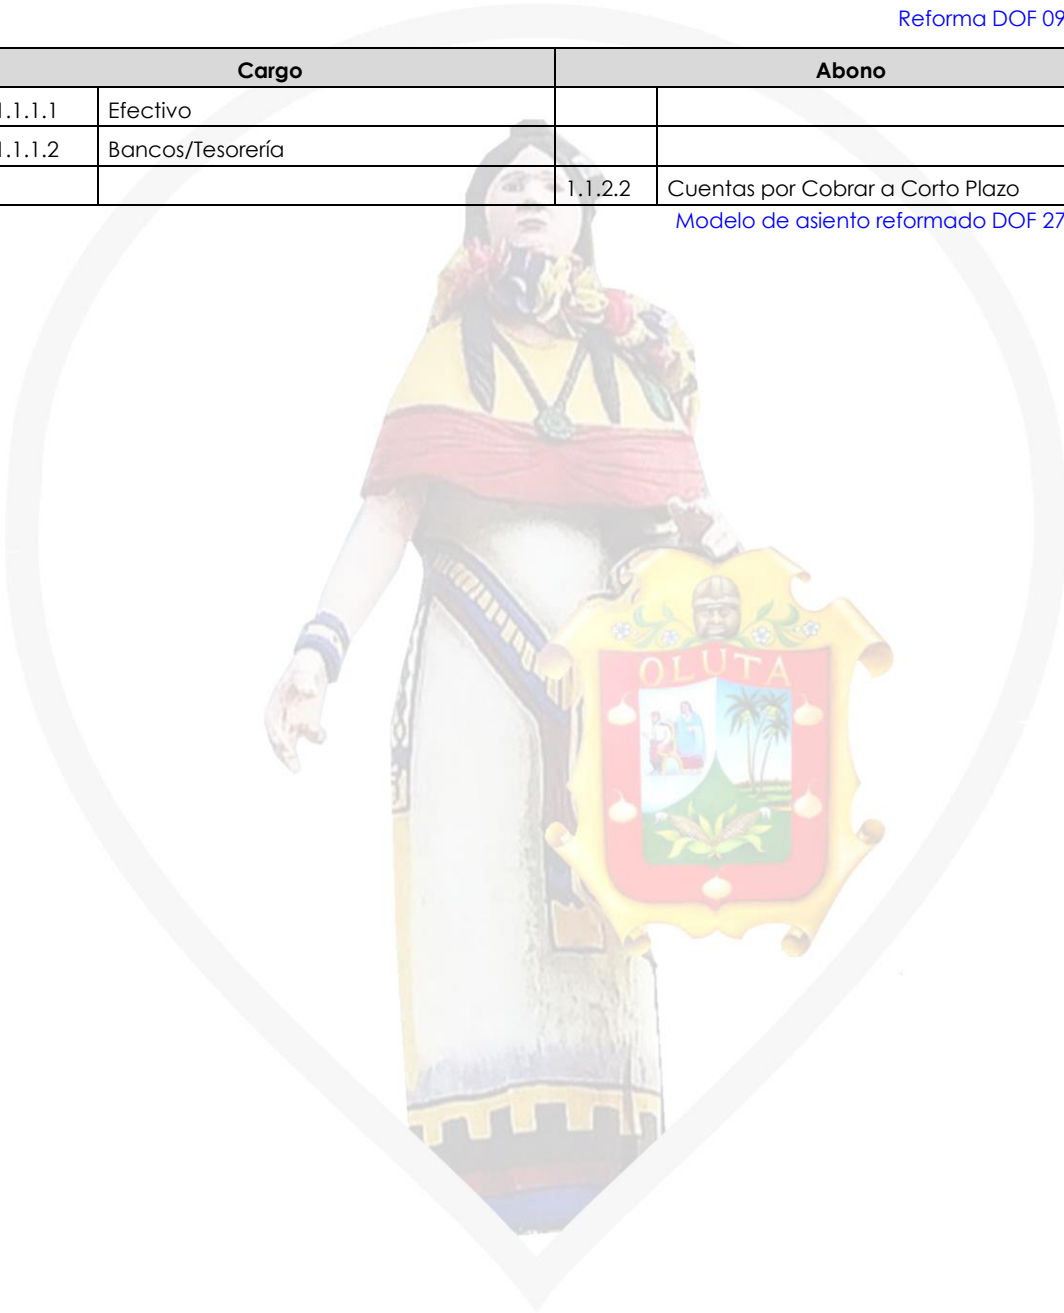 Reforma DOF 09
Cargo Abono
1.1.1.1 Efectivo
1.1.1.2 Bancos/Tesorería
1.1.2.2 Cuentas por Cobrar a Corto Plazo
Modelo de asiento reformado DOF 27
OLUTA